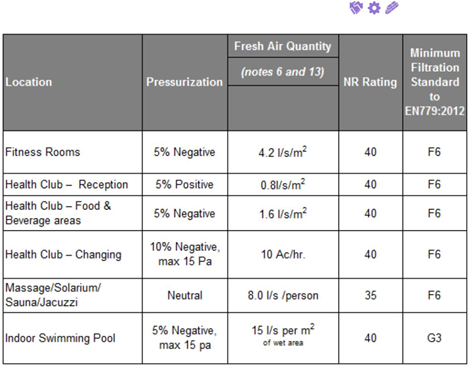 Location
Pressurization
Fresh Air Quantity
(notes 6 and 13)
NR Rating
Minimum
Filtration
Standard
to
EN779:2012
Fitness Rooms
5% Negative
4.2 l/s/m²
40
F6
Health Club – Reception
5% Positive
0.8l/s/m²
40
F6
Health Club – Food &
Beverage areas
5% Negative
1.6 l/s/m²
40
F6
Health Club – Changing
10% Negative,
max 15 Pa
10 Ac/hr.
40
F6
Massage/Solarium/
Sauna/Jacuzzi
Neutral
8.0 l/s /person
35
F6
Indoor Swimming Pool
5% Negative,
max 15 pa
15 l/s per m²
of wet area
40
G3